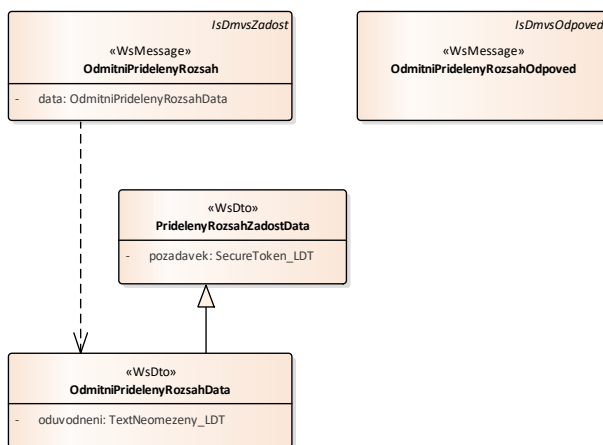 IsDmvsZadost
«WsMessage»
OdmitniPridelenyRozsah
- data: OdmitniPridelenyRozsahData
IsDmvsOdpoved
«WsMessage»
OdmitniPridelenyRozsahOdpoved
«WsDto»
PridelenyRozsahZadostData
- pozadavek: SecureToken_LDT
«WsDto»
OdmitniPridelenyRozsahData
- oduvodneni: TextNeomezeny_LDT